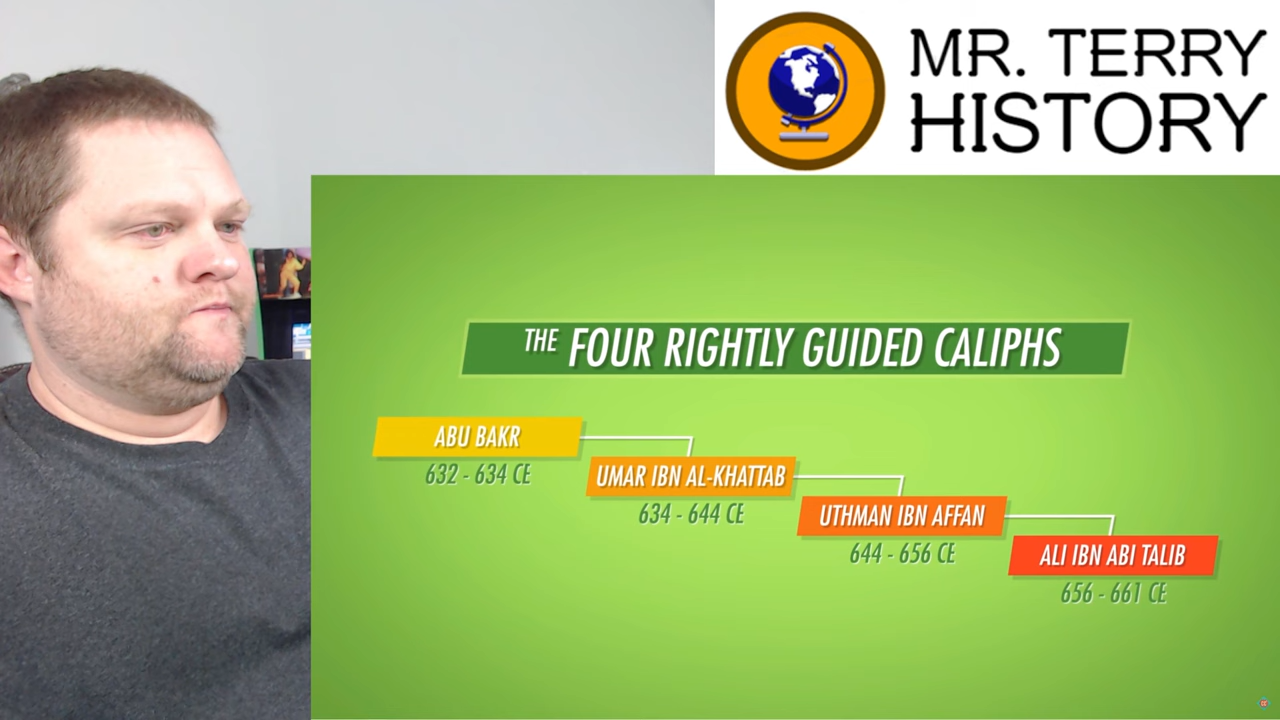 MR. TERRY
HISTORY
THE FOUR RIGHTLY GUIDED CALIPHS
ABU BAKR
632 - 634 CE
UMAR IBN AL-KHATTAB
634 - 644 CE
UTHMAN IBN AFFAN
644 - 656 CE
ALI IBN ABI TALIB
656 - 661 CE